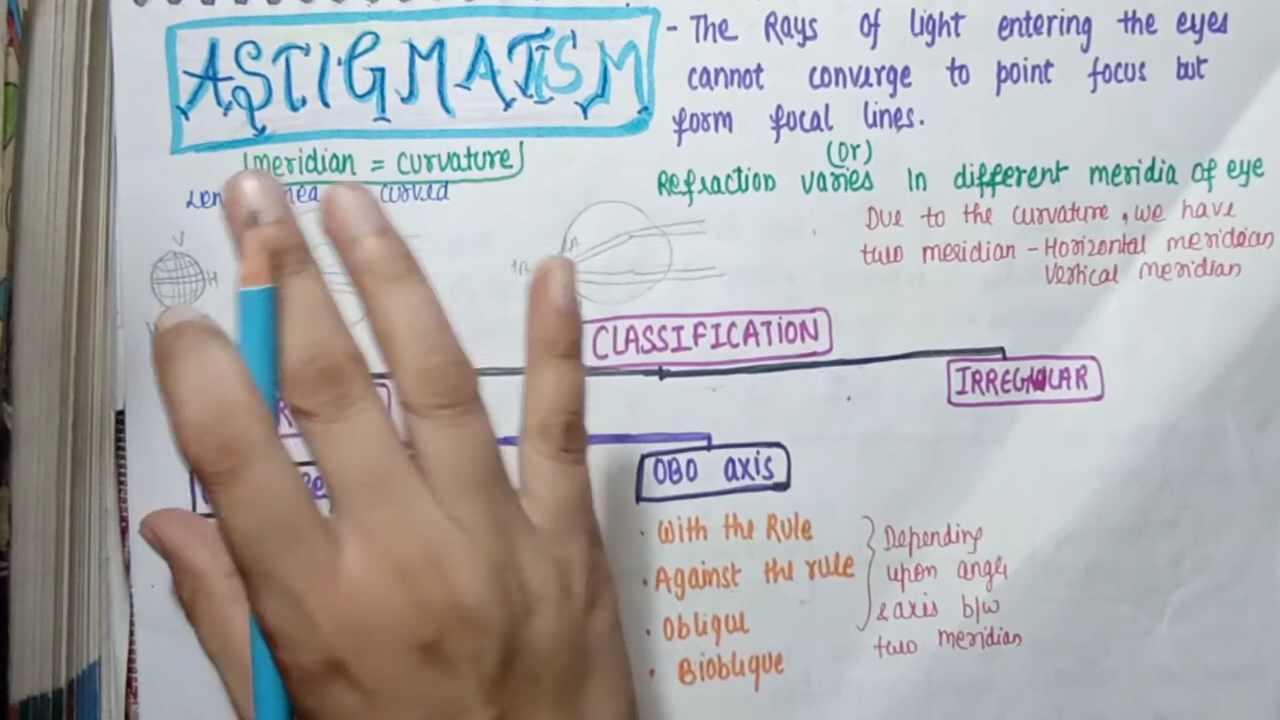 ASTIGMATISM
- The Rays of light entering the eyes
cannot converge to point focus but
form focal lines.
(Or)
Refraction varies In different meridia of eye
meridian = curvature
curved
Due to the curvature, we have
two meridian - Horizontal meridian
Vertical meridian
V
H
A
B
CLASSIFICATION
IRREGULAR
OBO axis
· With the Rule
· Against the rule
· Oblique
· Bioblique
Depending
upon angle
& axis b/w
two meridian